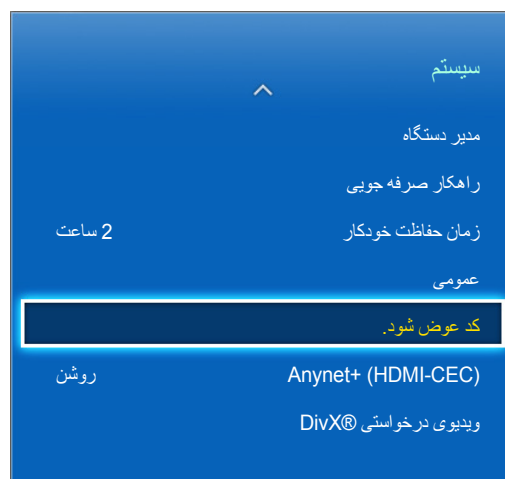 سیستم
مدیر دستگاه
راهکار صرفه جویی
زمان حفاظت خودکار 2 ساعت
عمومی
کد عوض شود.
Anynet+ (HDMI-CEC) روشن
ویدیوی درخواستی DivX®